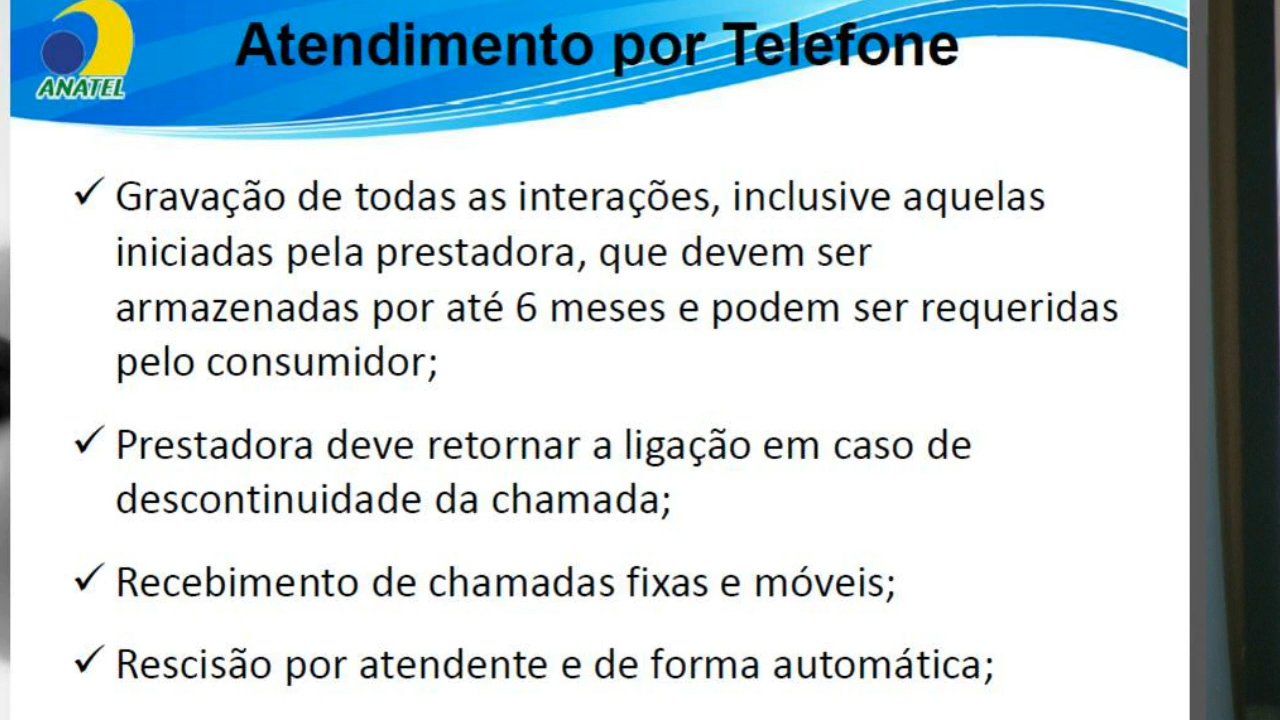 ANATEL
Atendimento por Telefone
✓ Gravação de todas as interações, inclusive aquelas
iniciadas pela prestadora, que devem ser
armazenadas por até 6 meses e podem ser requeridas
pelo consumidor;
✓ Prestadora deve retornar a ligação em caso de
descontinuidade da chamada;
✓ Recebimento de chamadas fixas e móveis;
✓ Rescisão por atendente e de forma automática;